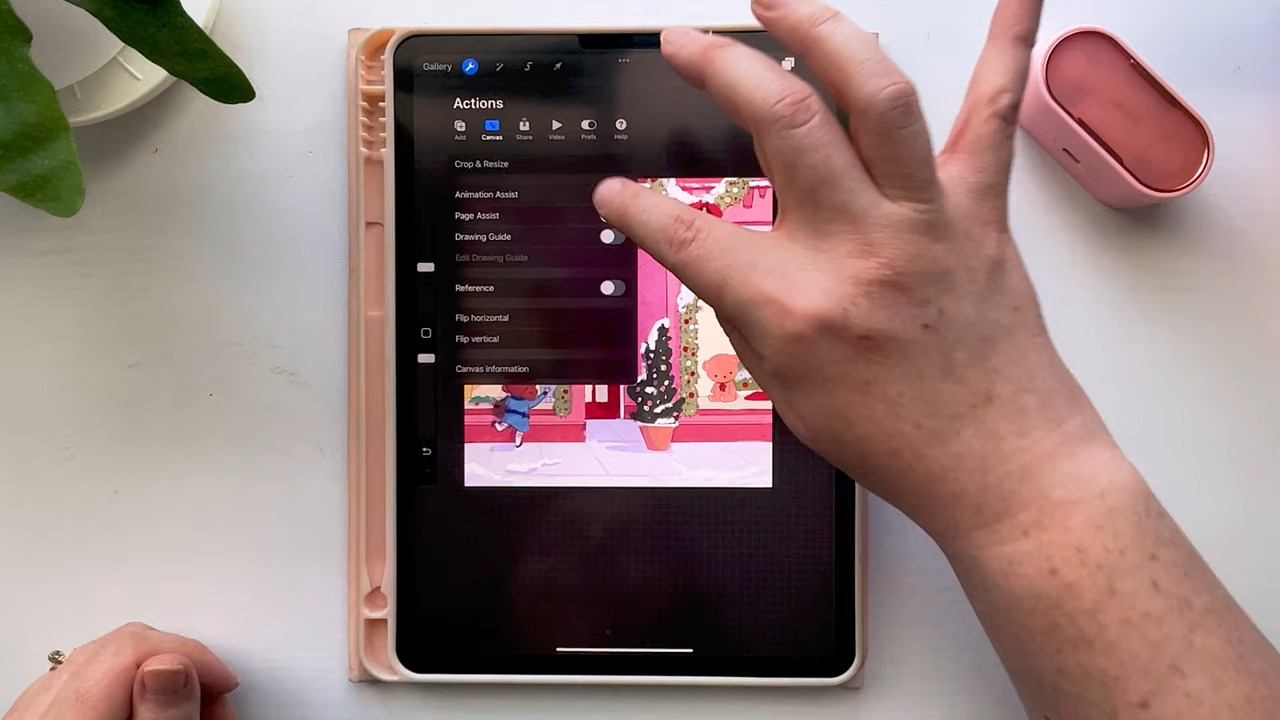 Gallery
Actions
Add Canvas Share Video Prefs Help
Crop & Resize
Animation Assist
Page Assist
Drawing Guide
Edit Drawing Guide
Reference
Flip horizontal
Flip vertical
Canvas information